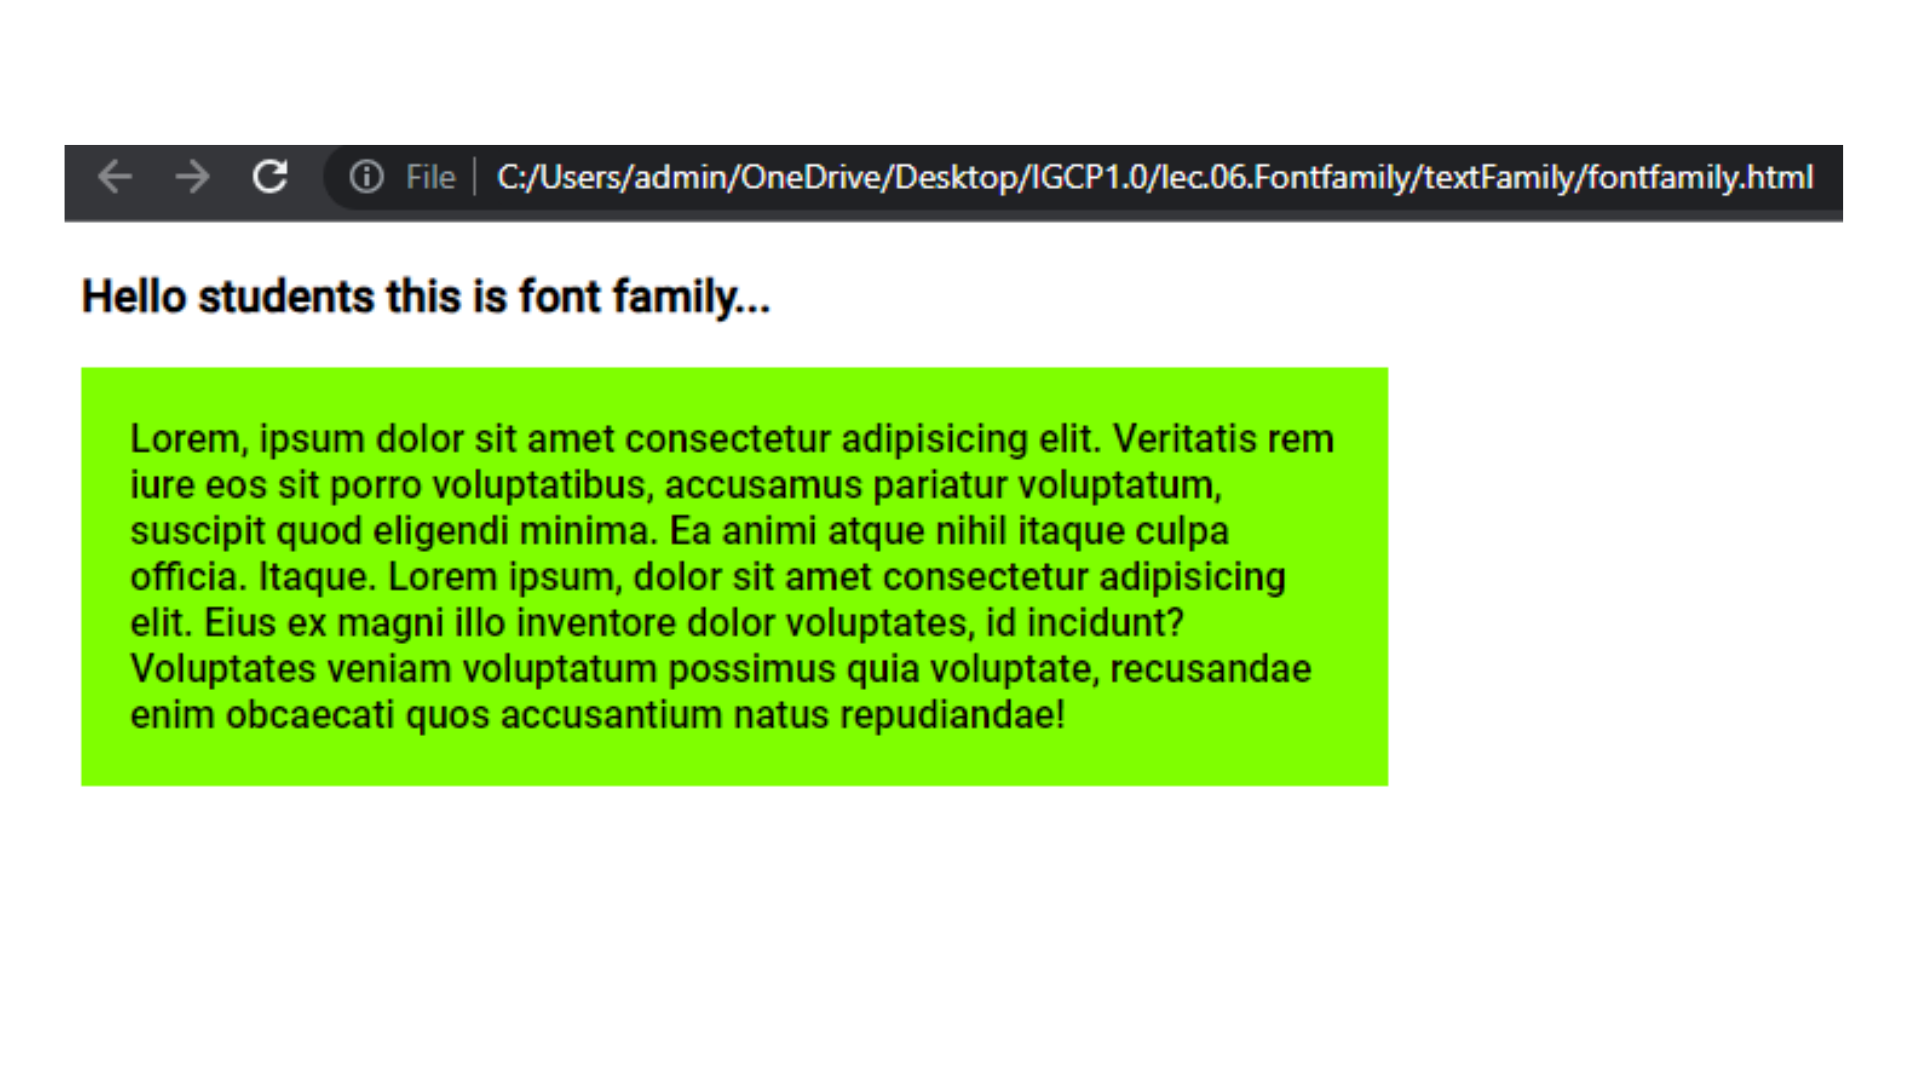 File C:/Users/admin/OneDrive/Desktop/IGCP1.0/lec.06.Fontfamily/textFamily/fontfamily.html
Hello students this is font family...
Lorem, ipsum dolor sit amet consectetur adipisicing elit. Veritatis rem
iure eos sit porro voluptatibus, accusamus pariatur voluptatum,
suscipit quod eligendi minima. Ea animi atque nihil itaque culpa
officia. Itaque. Lorem ipsum, dolor sit amet consectetur adipisicing
elit. Eius ex magni illo inventore dolor voluptates, id incidunt?
Voluptates veniam voluptatum possimus quia voluptate, recusandae
enim obcaecati quos accusantium natus repudiandae!